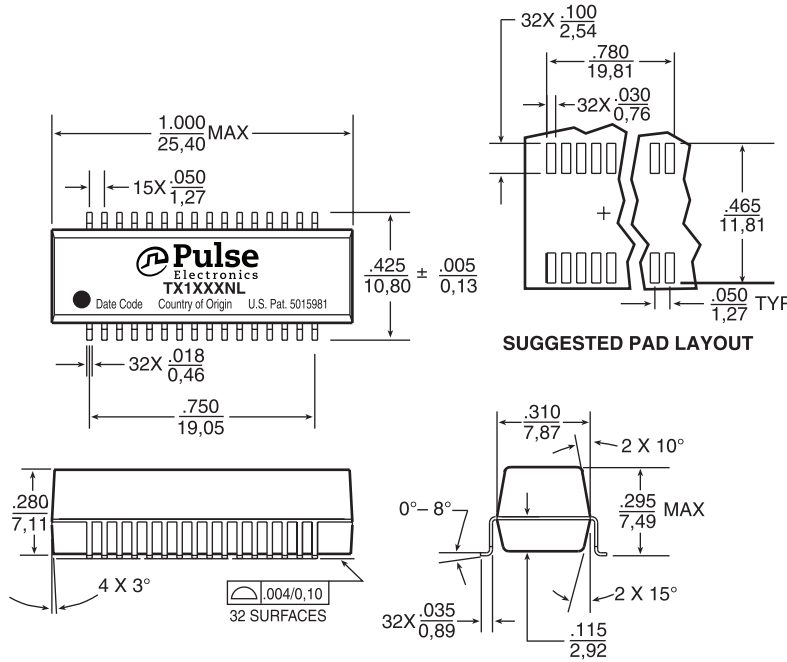 32X .100
2,54
.780
19,81
32X .030
0,76
1.000 MAX
25,40
15X .050
1,27
Pulse
Electronics
TX1XXXNL
Date Code Country of Origin U.S. Pat. 5015981
.425 ± .005
10,80 0,13
.465
11,81
.050 TYP
1,27
32X .018
0,46
SUGGESTED PAD LAYOUT
.750
19,05
.310
7,87
2 X 10°
.280
7,11
0°– 8°
.295 MAX
7,49
4 X 3°
.004/0,10
32 SURFACES
2 X 15°
32X .035
0,89
.115
2,92